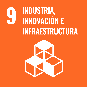 9 INDUSTRIA,
INNOVACIÓN E
INFRAESTRUCTURA